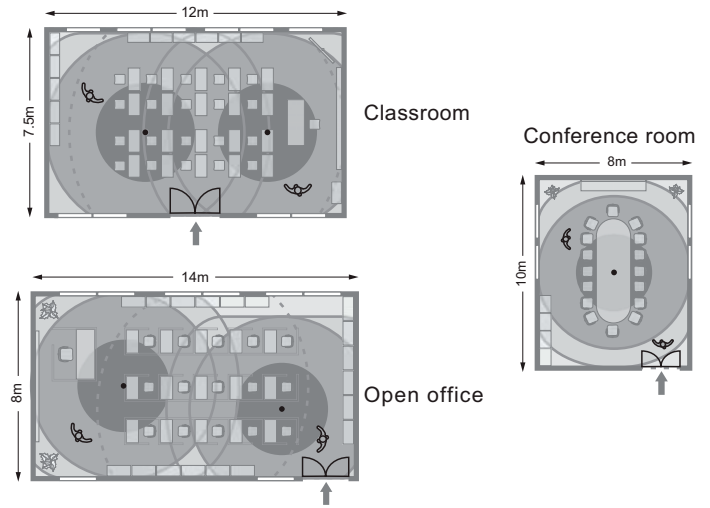 12m
7.5m
Classroom
Conference room
8m
10m
14m
8m
Open office